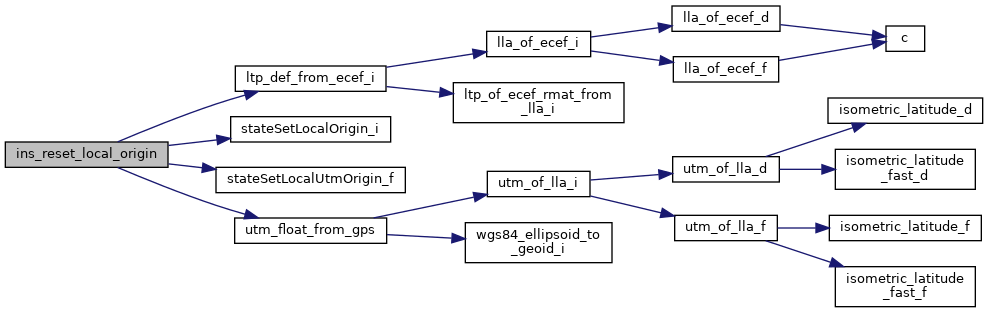 ins_reset_local_origin
ltp_def_from_ecef_i
stateSetLocalOrigin_i
stateSetLocalUtmOrigin_f
utm_float_from_gps
lla_of_ecef_i
ltp_of_ecef_rmat_from
_lla_i
utm_of_lla_i
wgs84_ellipsoid_to
_geoid_i
lla_of_ecef_d
lla_of_ecef_f
utm_of_lla_d
utm_of_lla_f
c
isometric_latitude_d
isometric_latitude
_fast_d
isometric_latitude_f
isometric_latitude
_fast_f